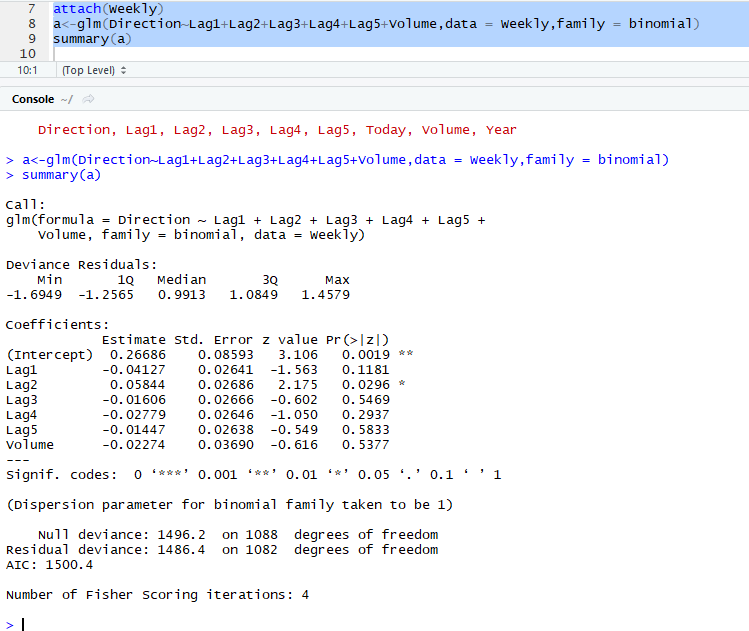 7 attach(Weekly)
8 a<-glm(Direction~Lag1+Lag2+Lag3+Lag4+Lag5+Volume,data = Weekly,family = binomial)
9 summary(a)
10
10:1 (Top Level)
Console ~/
Direction, Lag1, Lag2, Lag3, Lag4, Lag5, Today, Volume, Year
> a<-glm(Direction~Lag1+Lag2+Lag3+Lag4+Lag5+Volume,data = Weekly,family = binomial)
> summary(a)
Call:
glm(formula = Direction ~ Lag1 + Lag2 + Lag3 + Lag4 + Lag5 +
Volume, family = binomial, data = Weekly)
Deviance Residuals:
Min 1Q Median 3Q Max
-1.6949 -1.2565 0.9913 1.0849 1.4579
Coefficients:
Estimate Std. Error z value Pr(>|z|)
(Intercept) 0.26686 0.08593 3.106 0.0019 **
Lag1 -0.04127 0.02641 -1.563 0.1181
Lag2 0.05844 0.02686 2.175 0.0296 *
Lag3 -0.01606 0.02666 -0.602 0.5469
Lag4 -0.02779 0.02646 -1.050 0.2937
Lag5 -0.01447 0.02638 -0.549 0.5833
Volume -0.02274 0.03690 -0.616 0.5377
---
Signif. codes: 0 ‘***’ 0.001 ‘**’ 0.01 ‘*’ 0.05 ‘.’ 0.1 ‘ ’ 1
(Dispersion parameter for binomial family taken to be 1)
Null deviance: 1496.2 on 1088 degrees of freedom
Residual deviance: 1486.4 on 1082 degrees of freedom
AIC: 1500.4
Number of Fisher Scoring iterations: 4
>